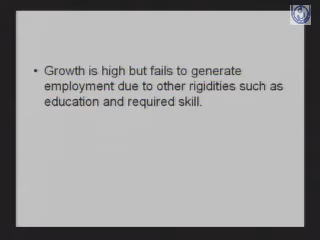 • Growth is high but fails to generate
employment due to other rigidities such as
education and required skill.